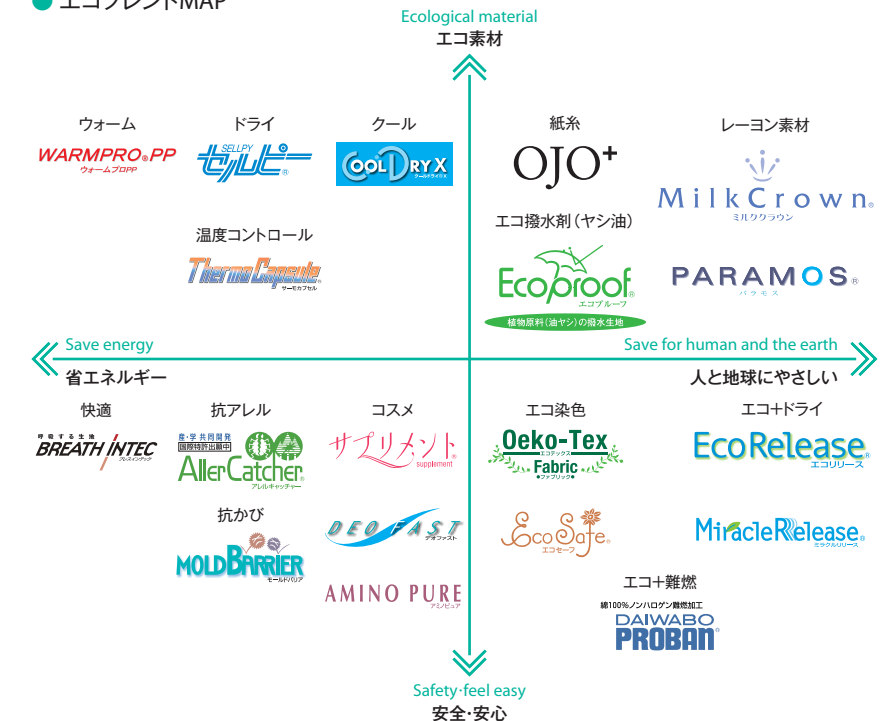 ● エコフレンドMAP
Ecological material
エコ素材
ウォーム
WARMPRO®PP
ウォームプロPP
ドライ
SELLPY
セルピー®
クール
COOL DRY X
クールドライ®X
紙糸
OJO+
レーヨン素材
MilkCrown®
ミルククラウン
温度コントロール
Thermo Capsule®
サーモカプセル
エコ撥水剤（ヤシ油）
Ecoproof®
エコプルーフ
植物原料（油ヤシ）の撥水生地
PARAMOS®
パラモス
Save energy
省エネルギー
Save for human and the earth
人と地球にやさしい
快適
呼吸する生地
BREATH INTEC
ブレスインテック
抗アレル
産・学 共同開発
国際特許出願中
AllerCatcher®
アレルキャッチャー
コスメ
サプリメント®
supplement
エコ染色
Oeko-Tex
エコテックス
Fabric
●ファブリック●
エコ+ドライ
EcoRelease®
エコリリース
抗かび
MOLDBARRIER
モールドバリア
DEOFAST
デオファスト
EcoSafe®
エコセーフ
MiracleRelease®
ミラクルリリース
AMINO PURE
アミノピュア
エコ+難燃
綿100%ノンハロゲン難燃加工
DAIWABO
PROBAN®
Safety·feel easy
安全・安心